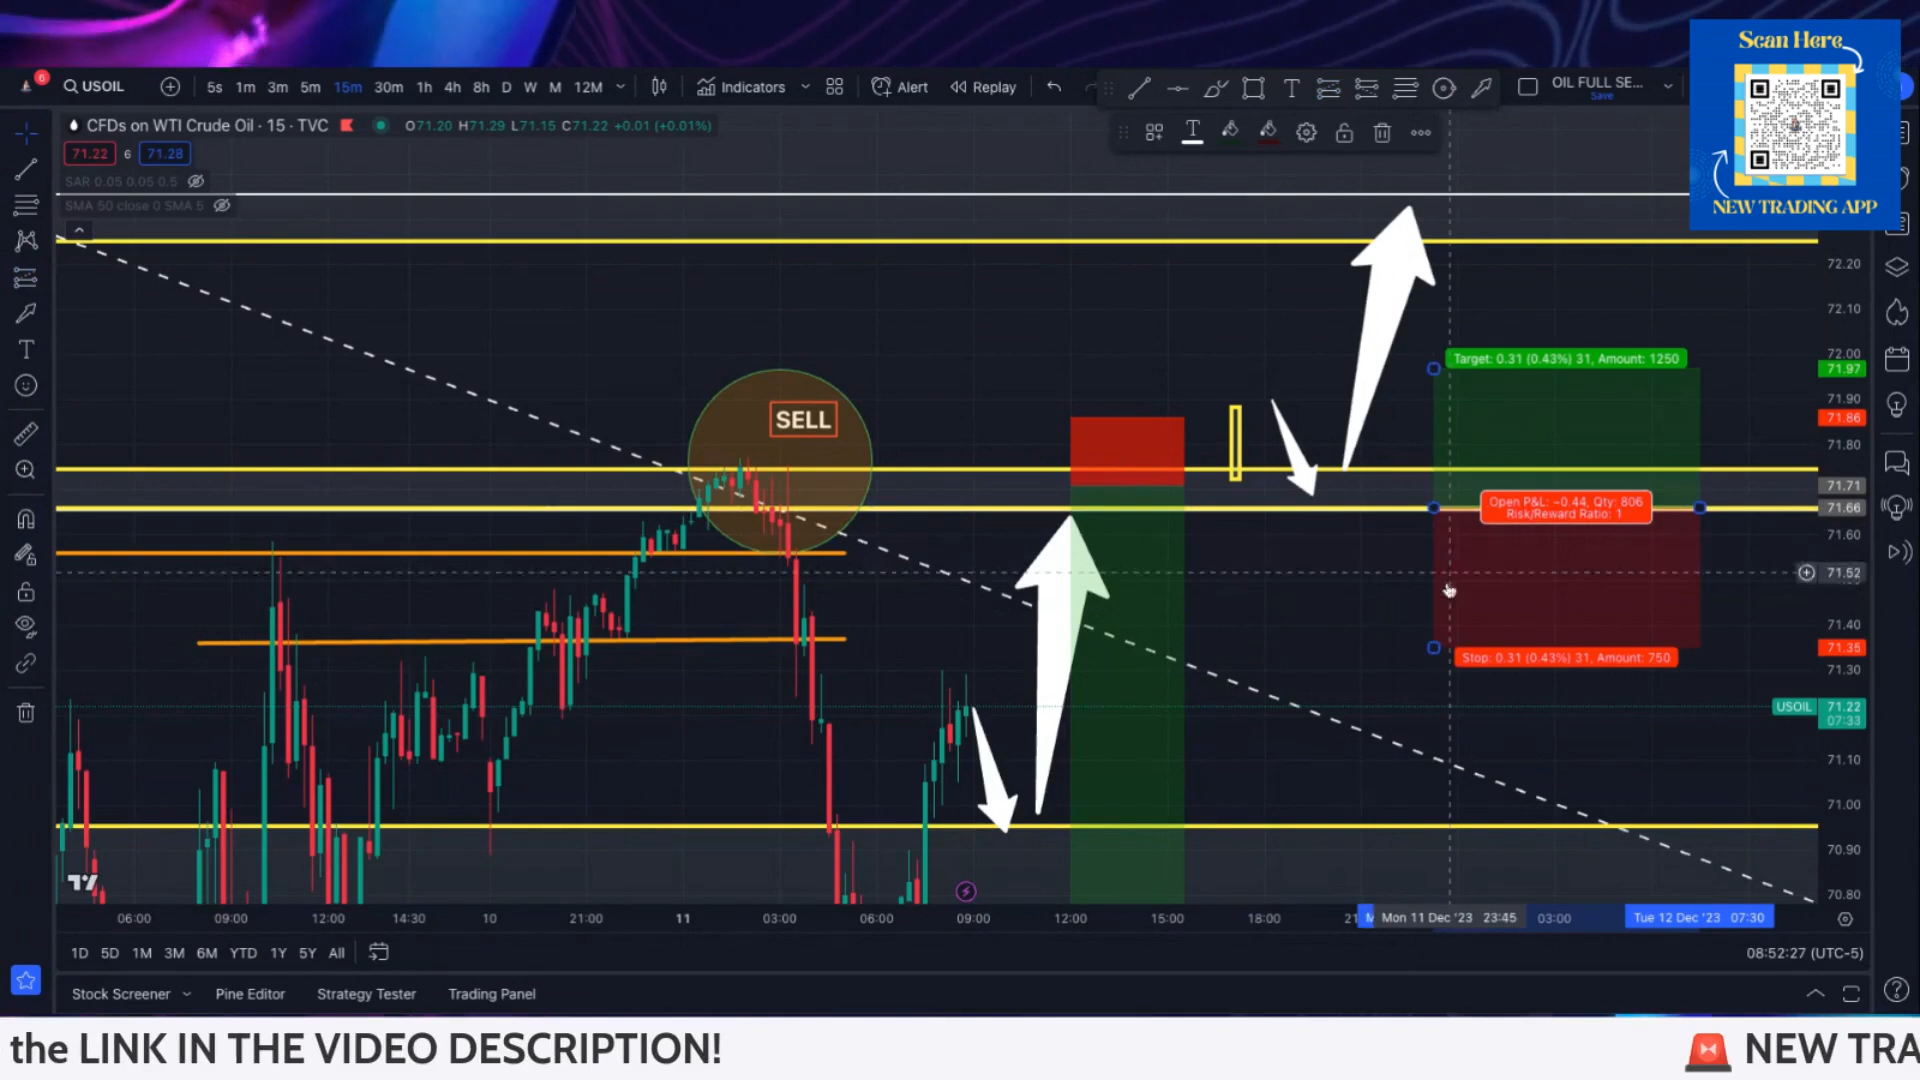 Scan Here
NEW TRADING APP
6
USOIL
5s 1m 3m 5m 15m 30m 1h 4h 8h D W M 12M
Indicators
Alert
Replay
OIL FULL SE...
Save
CFDs on WTI Crude Oil · 15 · TVC
O71.20 H71.29 L71.15 C71.22 +0.01 (+0.01%)
71.22 6 71.28
SAR 0.05 0.05 0.5
SMA 50 close 0 SMA 5
72.20
72.10
72.00
71.97
71.90
71.86
71.80
71.71
71.66
71.60
71.52
71.40
71.35
71.30
USOIL 71.22
07:33
71.10
71.00
70.90
70.80
SELL
Target: 0.31 (0.43%) 31, Amount: 1250
Open P&L: −0.44, Qty: 806
Risk/Reward Ratio: 1
Stop: 0.31 (0.43%) 31, Amount: 750
06:00 09:00 12:00 14:30 10 21:00 11 03:00 06:00 09:00 12:00 15:00 18:00 21 Mon 11 Dec '23 23:45 03:00 Tue 12 Dec '23 07:30
1D 5D 1M 3M 6M YTD 1Y 5Y All
08:52:27 (UTC-5)
Stock Screener Pine Editor Strategy Tester Trading Panel
the LINK IN THE VIDEO DESCRIPTION! NEW TRA